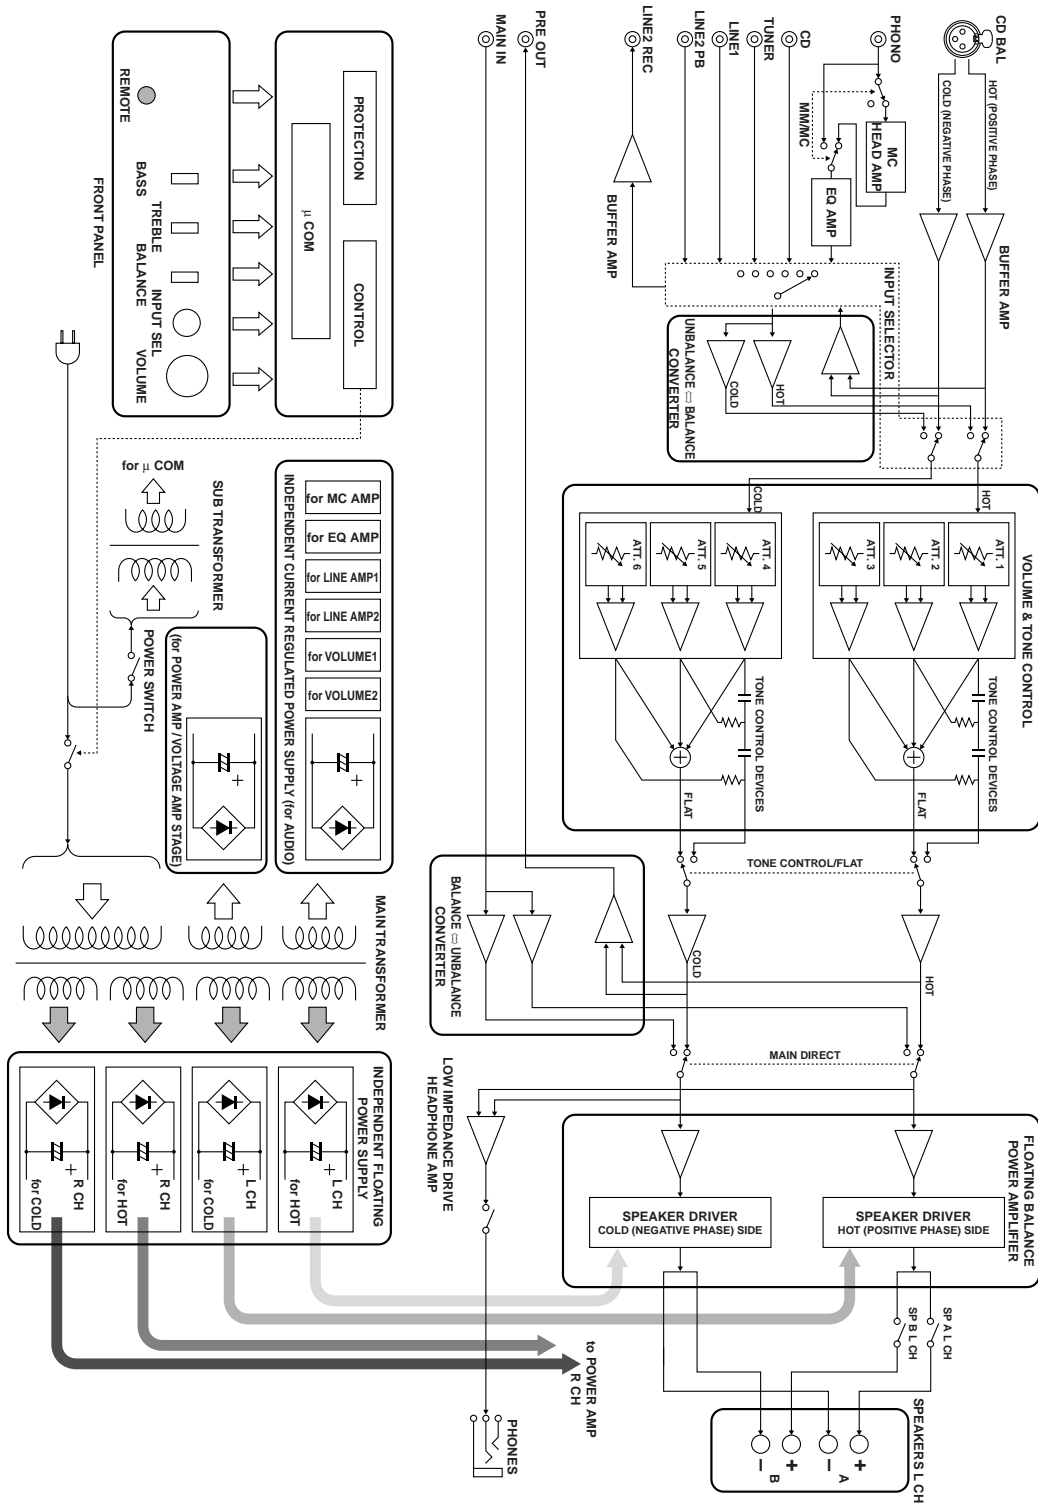 CD BAL
HOT (POSITIVE PHASE)
COLD (NEGATIVE PHASE)
PHONO
MM/MC
MC
HEAD AMP
EQ AMP
BUFFER AMP
CD
TUNER
LINE1
LINE2 PB
LINE2 REC
BUFFER AMP
PRE OUT
MAIN IN
INPUT SELECTOR
HOT
COLD
UNBALANCE ⇔ BALANCE
CONVERTER
VOLUME & TONE CONTROL
HOT
ATT. 1
ATT. 2
ATT. 3
TONE CONTROL DEVICES
FLAT
COLD
ATT. 4
ATT. 5
ATT. 6
TONE CONTROL DEVICES
FLAT
TONE CONTROL/FLAT
HOT
COLD
BALANCE ⇔ UNBALANCE
CONVERTER
MAIN DIRECT
FLOATING BALANCE
POWER AMPLIFIER
SPEAKER DRIVER
HOT (POSITIVE PHASE) SIDE
SPEAKER DRIVER
COLD (NEGATIVE PHASE) SIDE
LOW IMPEDANCE DRIVE
HEADPHONE AMP
SP A L CH
SP B L CH
SPEAKERS L CH
+
−
A
+
−
B
PHONES
to POWER AMP
R CH
REMOTE
BASS
TREBLE
BALANCE
INPUT SEL
VOLUME
FRONT PANEL
PROTECTION
μ COM
CONTROL
for μ COM
SUB TRANSFORMER
POWER SWITCH
for MC AMP
for EQ AMP
for LINE AMP1
for LINE AMP2
for VOLUME1
for VOLUME2
+
INDEPENDENT CURRENT REGULATED POWER SUPPLY (for AUDIO)
+
(for POWER AMP / VOLTAGE AMP STAGE)
MAIN TRANSFORMER
INDEPENDENT FLOATING
POWER SUPPLY
+
L CH
for HOT
+
L CH
for COLD
+
R CH
for HOT
+
R CH
for COLD